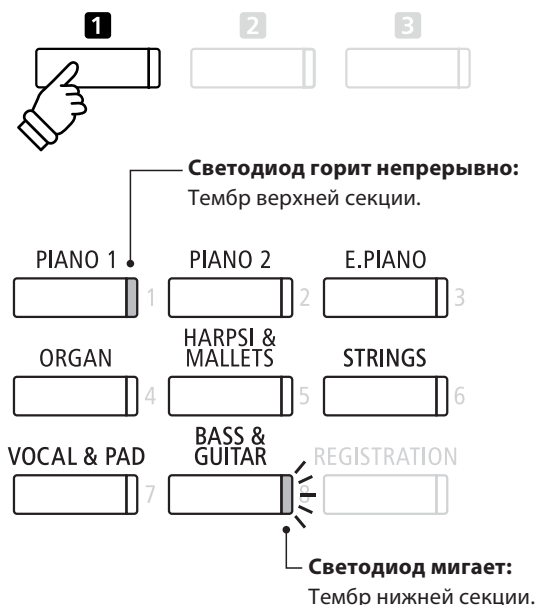 1 2 3
Светодиод горит непрерывно:
Тембр верхней секции.
PIANO 1 PIANO 2 E.PIANO
1 2 3
ORGAN HARPSI & MALLETS STRINGS
4 5 6
VOCAL & PAD BASS & GUITAR REGISTRATION
7 8
Светодиод мигает:
Тембр нижней секции.